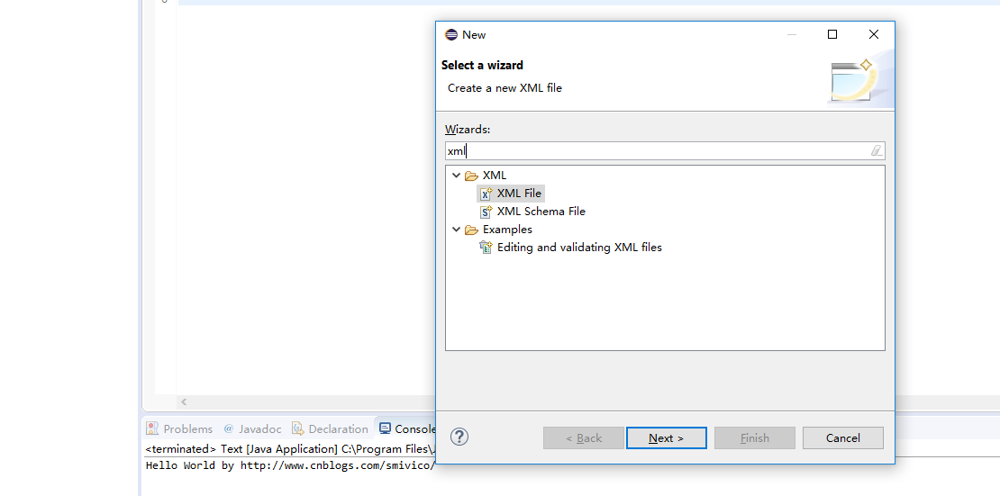 New
Select a wizard
Create a new XML file
Wizards:
xml
XML
XML File
XML Schema File
Examples
Editing and validating XML files
< Back
Next >
Finish
Cancel
Problems
@ Javadoc
Declaration
Console
<terminated> Text [Java Application] C:\Program Files\J
Hello World by http://www.cnblogs.com/smivico/